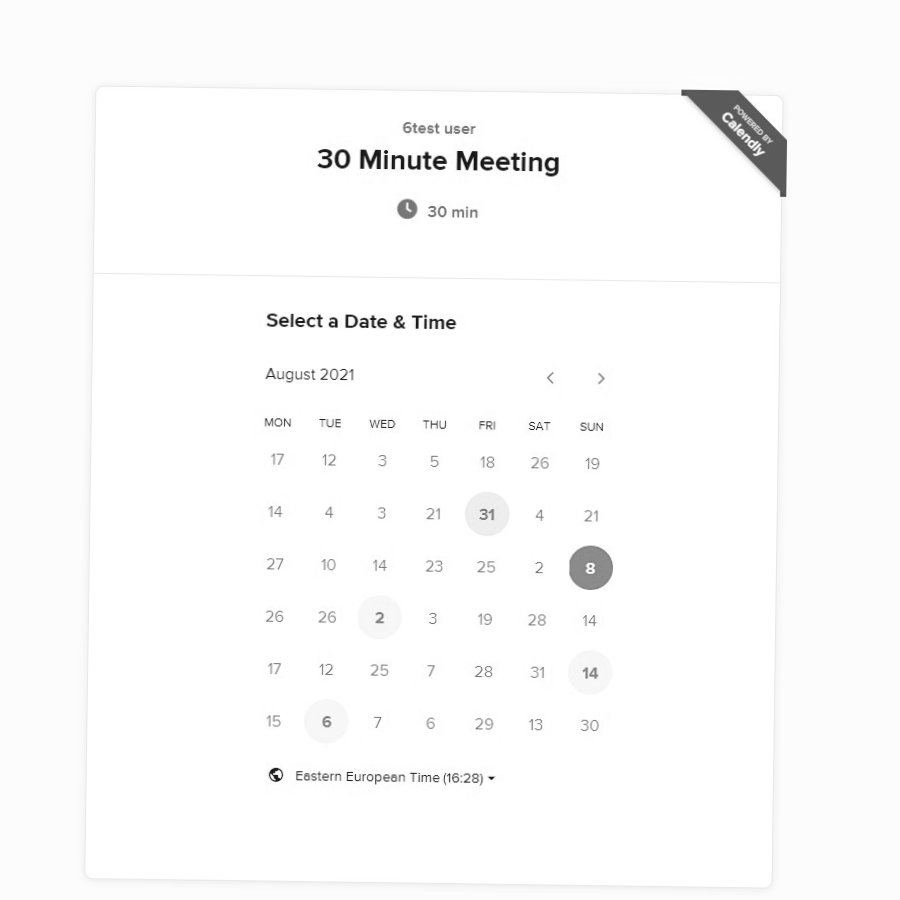 POWERED BY
Calendly
6test user
30 Minute Meeting
30 min
Select a Date & Time
August 2021
MON TUE WED THU FRI SAT SUN
17 12 3 5 18 26 19
14 4 3 21 31 4 21
27 10 14 23 25 2 8
26 26 2 3 19 28 14
17 12 25 7 28 31 14
15 6 7 6 29 13 30
Eastern European Time (16:28)